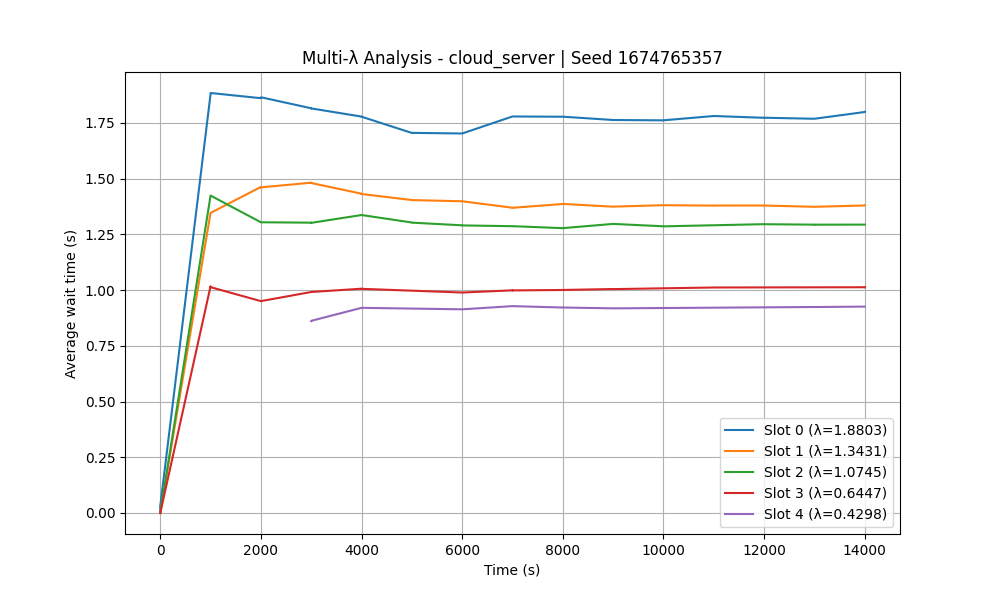 Multi-λ Analysis - cloud_server | Seed 1674765357
Average wait time (s)
1.75
1.50
1.25
1.00
0.75
0.50
0.25
0.00
Slot 0 (λ=1.8803)
Slot 1 (λ=1.3431)
Slot 2 (λ=1.0745)
Slot 3 (λ=0.6447)
Slot 4 (λ=0.4298)
0 2000 4000 6000 8000 10000 12000 14000
Time (s)